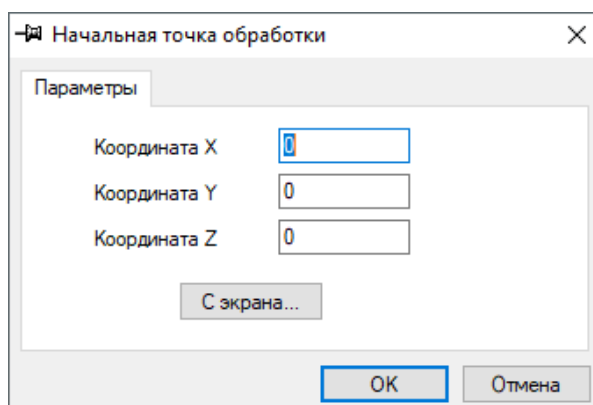 Начальная точка обработки
Параметры
Координата X 0
Координата Y 0
Координата Z 0
С экрана...
OK Отмена